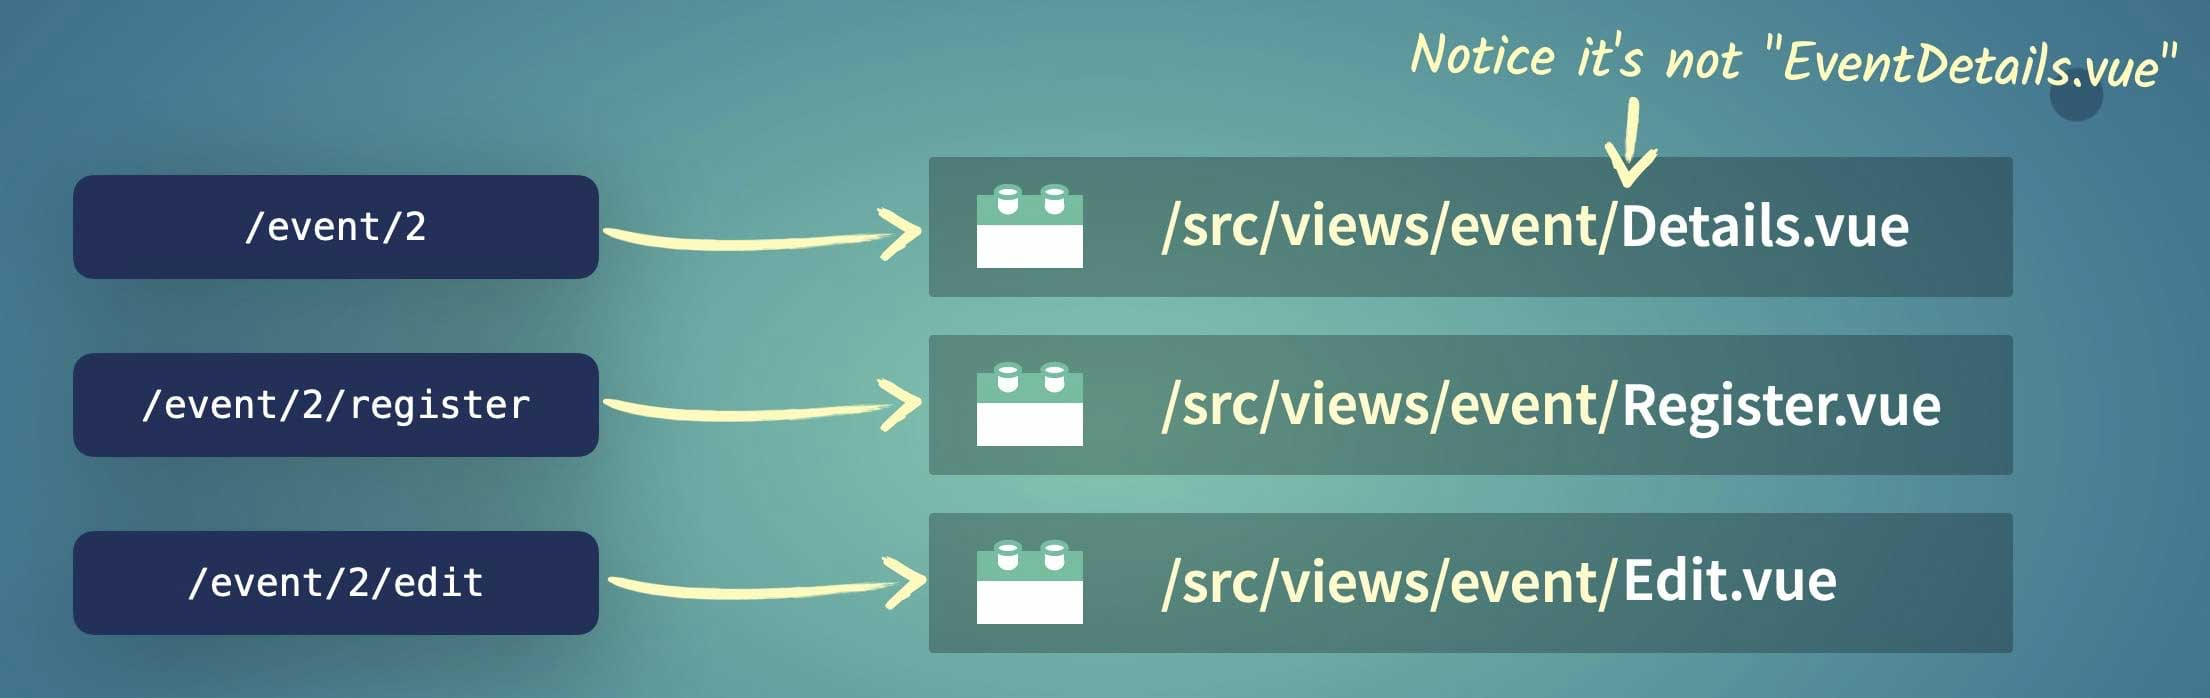 Notice it's not "EventDetails.vue"
/event/2
/src/views/event/Details.vue
/event/2/register
/src/views/event/Register.vue
/event/2/edit
/src/views/event/Edit.vue